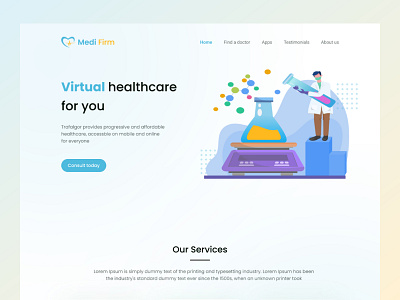 Medi Firm
Home Find a doctor Apps Testimonials About us
Virtual healthcare
for you
Trafalgar provides progressive and affordable
healthcare, accessible on mobile and online
for everyone
Consult today
Our Services
Lorem Ipsum is simply dummy text of the printing and typesetting industry. Lorem Ipsum has
been the industry's standard dummy text ever since the 1500s, when an unknown printer took